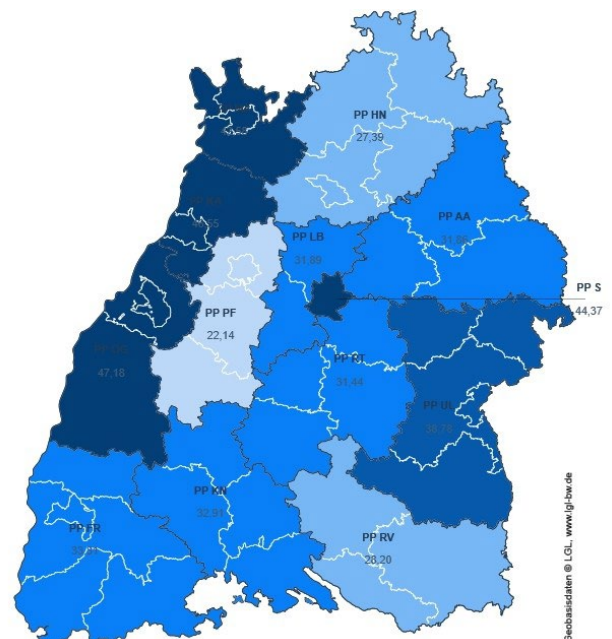 PP HN
27,39
PP AA
PP LB
31,89
PP S
44,37
PP PF
22,14
PP OG
47,18
PP RT
31,44
PP UL
PP KN
32,91
PP FR
PP RV
28,20
Geobasisdaten © LGL, www.lgl-bw.de